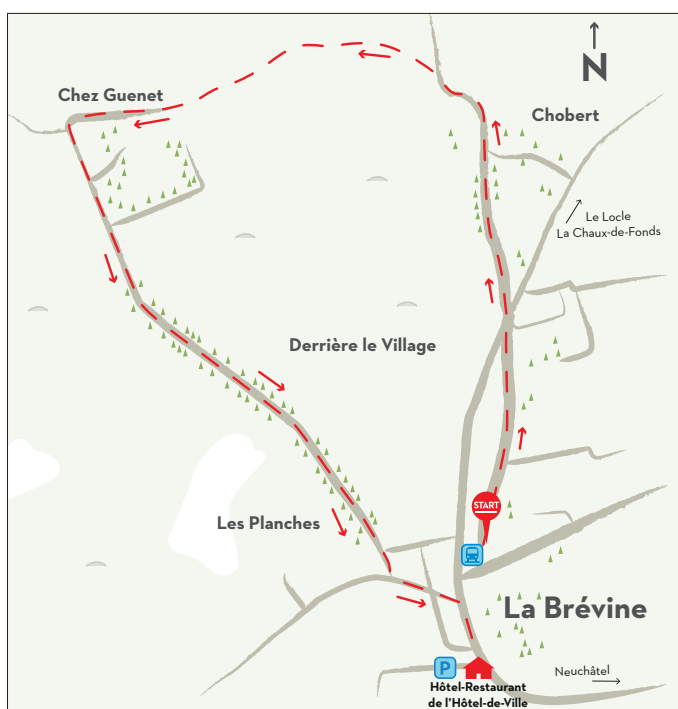 N
Chez Guenet
Chobert
Le Locle
La Chaux-de-Fonds
Derrière le Village
START
Les Planches
La Brévine
P
Neuchâtel
Hôtel-Restaurant
de l'Hôtel-de-Ville